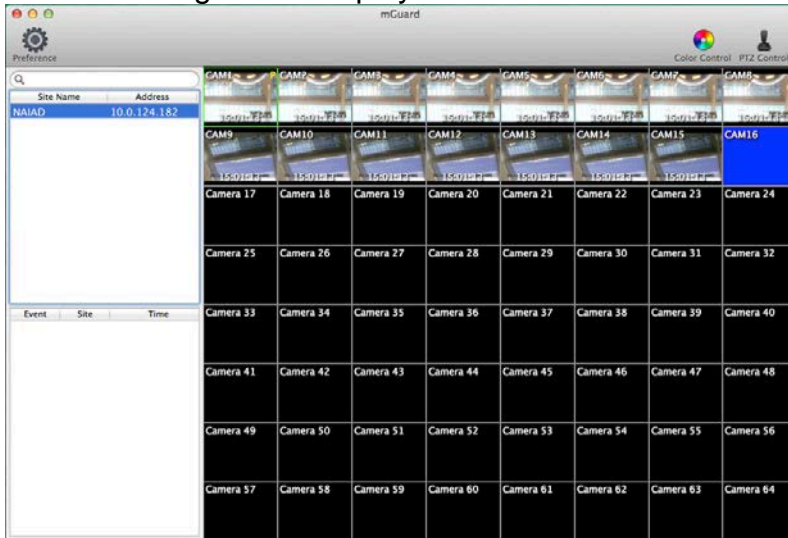 mGuard
Preference
Color Control PTZ Control
Site Name Address
NAIAD 10.0.124.182
CAM1 P CAM2 CAM3 CAM4 CAM5 CAM6 CAM7 CAM8
CAM9 CAM10 CAM11 CAM12 CAM13 CAM14 CAM15 CAM16
Camera 17 Camera 18 Camera 19 Camera 20 Camera 21 Camera 22 Camera 23 Camera 24
Camera 25 Camera 26 Camera 27 Camera 28 Camera 29 Camera 30 Camera 31 Camera 32
Event Site Time
Camera 33 Camera 34 Camera 35 Camera 36 Camera 37 Camera 38 Camera 39 Camera 40
Camera 41 Camera 42 Camera 43 Camera 44 Camera 45 Camera 46 Camera 47 Camera 48
Camera 49 Camera 50 Camera 51 Camera 52 Camera 53 Camera 54 Camera 55 Camera 56
Camera 57 Camera 58 Camera 59 Camera 60 Camera 61 Camera 62 Camera 63 Camera 64